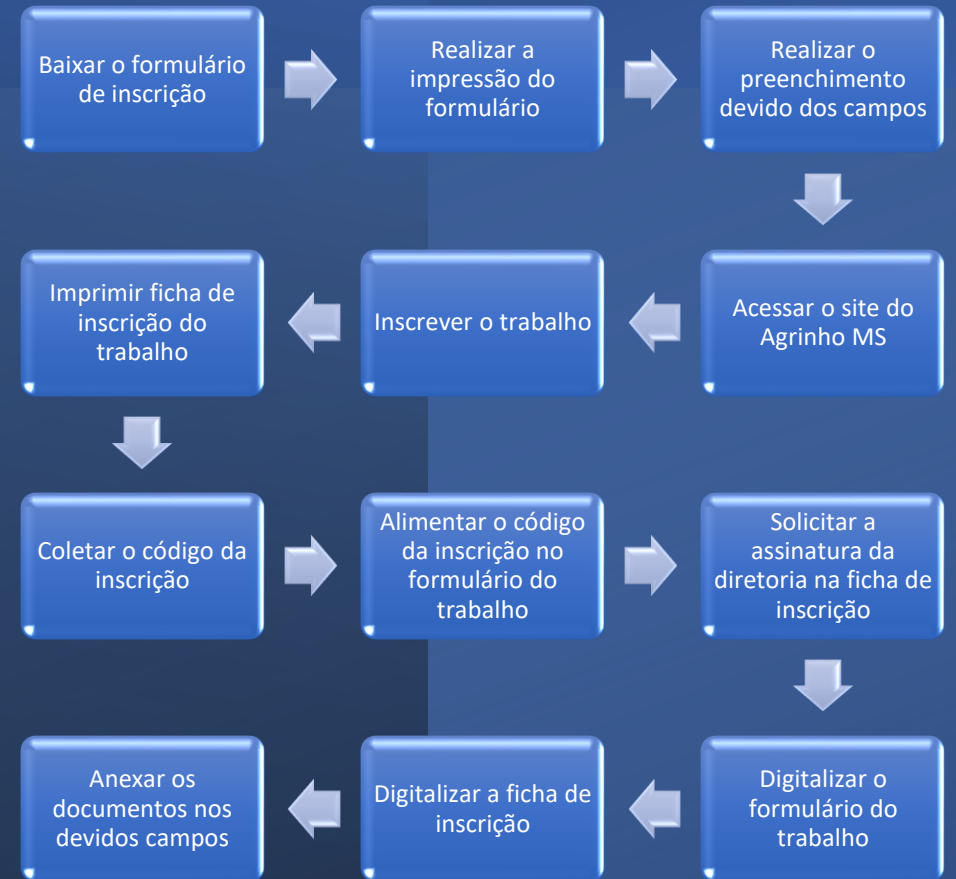 Baixar o formulário
de inscrição
Realizar a
impressão do
formulário
Realizar o
preenchimento
devido dos campos
Acessar o site do
Agrinho MS
Inscrever o trabalho
Imprimir ficha de
inscrição do
trabalho
Coletar o código da
inscrição
Alimentar o código
da inscrição no
formulário do
trabalho
Solicitar a
assinatura da
diretoria na ficha de
inscrição
Digitalizar o
formulário do
trabalho
Digitalizar a ficha de
inscrição
Anexar os
documentos nos
devidos campos